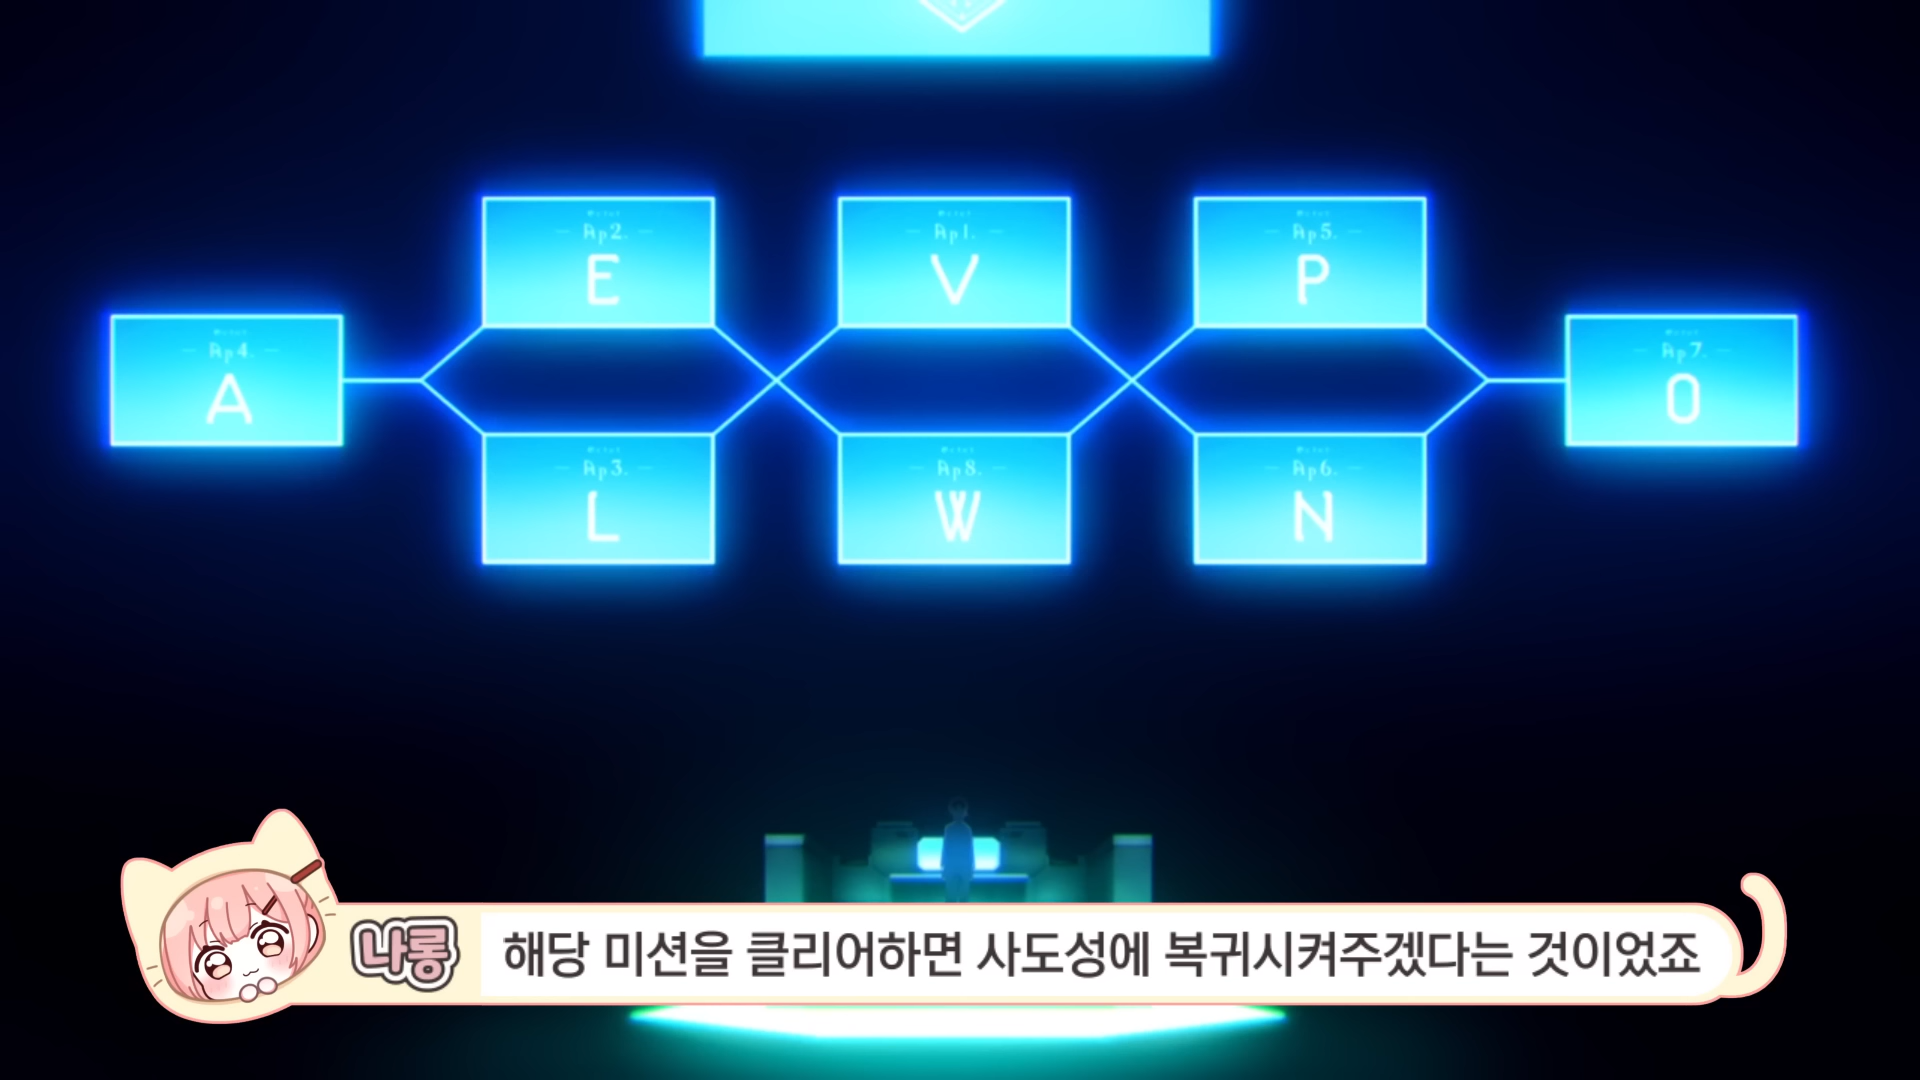 Ap2.
E
Ap1.
V
Ap5.
P
Ap4.
A
Ap7.
O
Ap3.
L
Ap8.
W
Ap6.
N
나롱 해당 미션을 클리어하면 사도성에 복귀시켜주겠다는 것이었죠